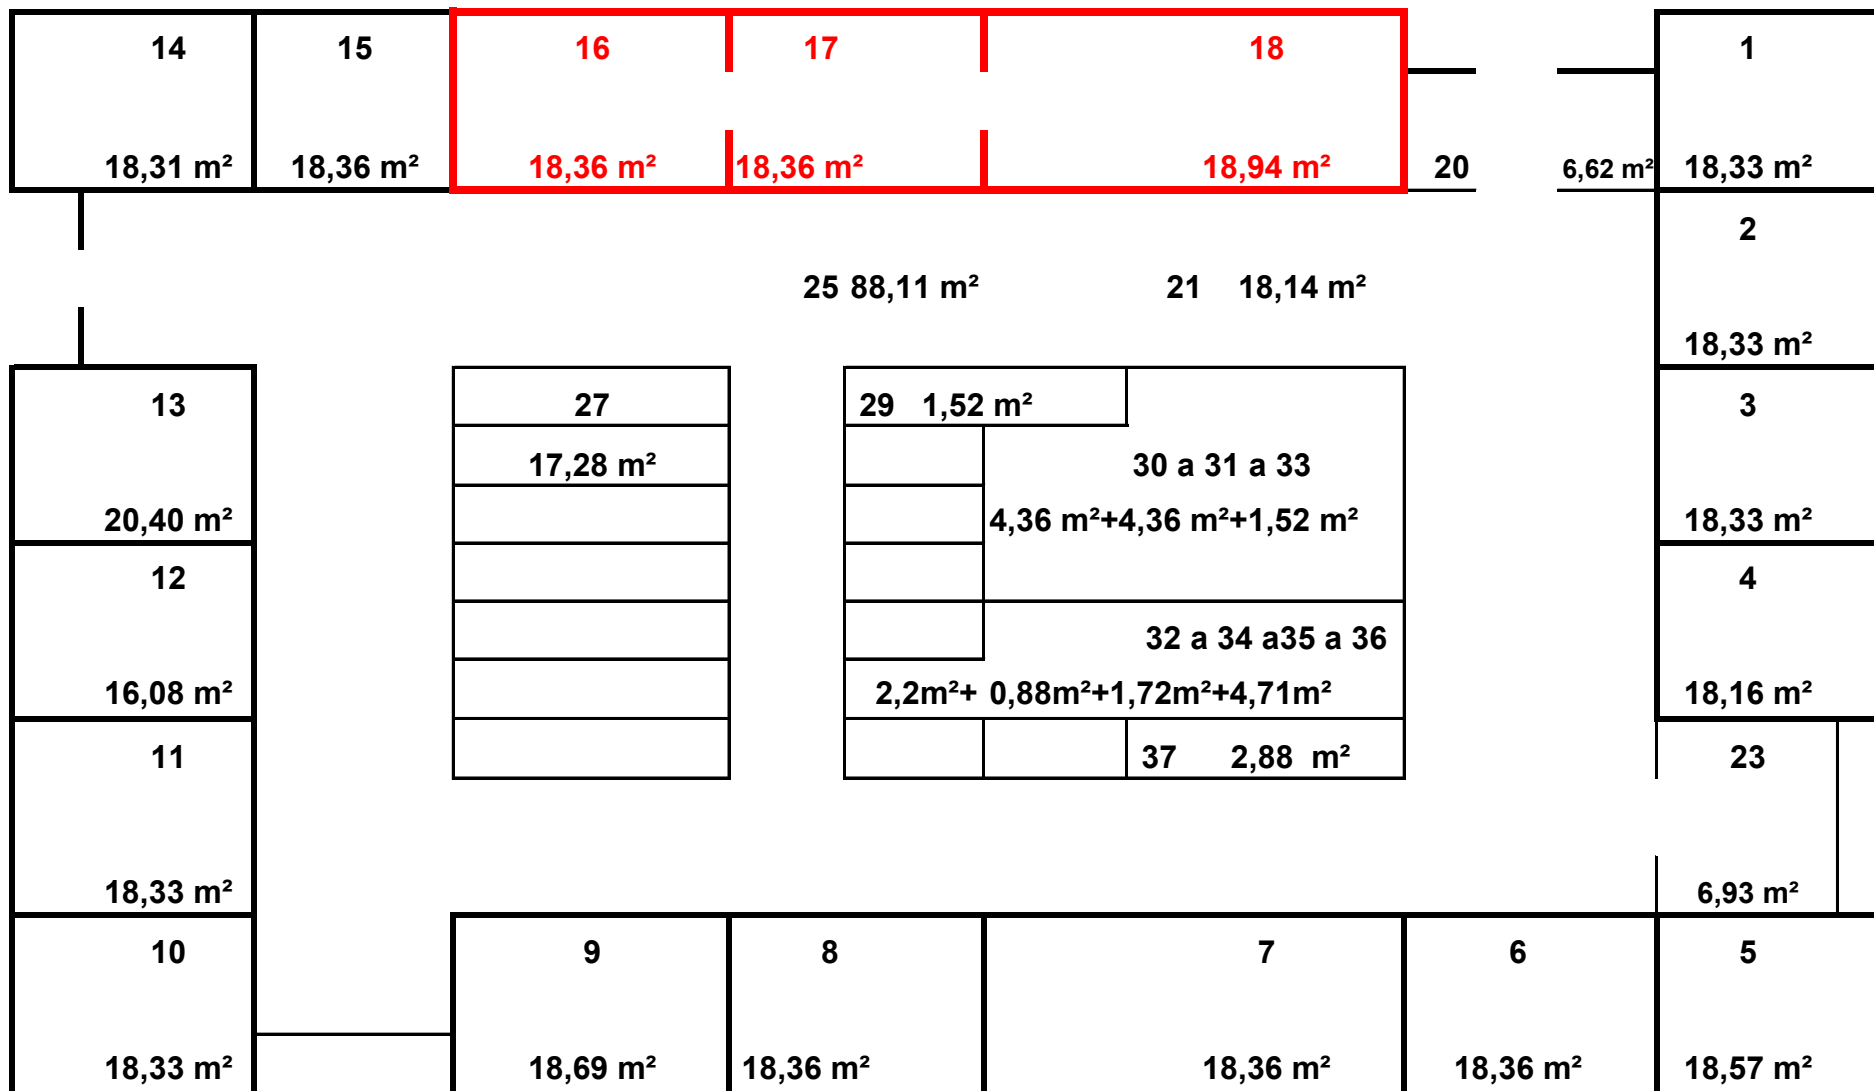 14 15 16 17 18 1
18,31 m² 18,36 m² 18,36 m² 18,36 m² 18,94 m² 20 6,62 m² 18,33 m²
2
25 88,11 m² 21 18,14 m²
18,33 m²
13 27 29 1,52 m² 3
17,28 m² 30 a 31 a 33
20,40 m² 4,36 m²+4,36 m²+1,52 m² 18,33 m²
12 4
32 a 34 a35 a 36
16,08 m² 2,2m²+ 0,88m²+1,72m²+4,71m² 18,16 m²
11 37 2,88 m² 23
18,33 m² 6,93 m²
10 9 8 7 6 5
18,33 m² 18,69 m² 18,36 m² 18,36 m² 18,36 m² 18,57 m²